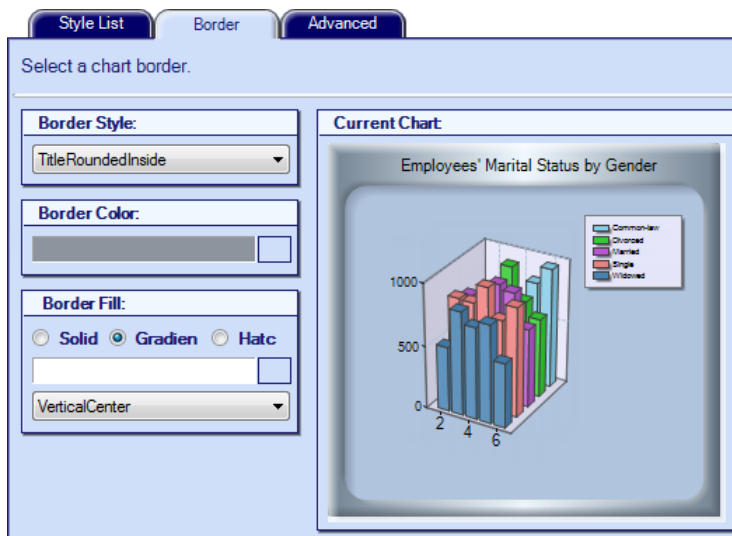 Style List
Border
Advanced
Select a chart border.
Border Style:
TitleRoundedInside
Border Color:
Border Fill:
Solid
Gradien
Hatc
VerticalCenter
Current Chart:
Employees' Marital Status by Gender
Common-law
Divorced
Married
Single
Widowed
1000
500
0
2
4
6